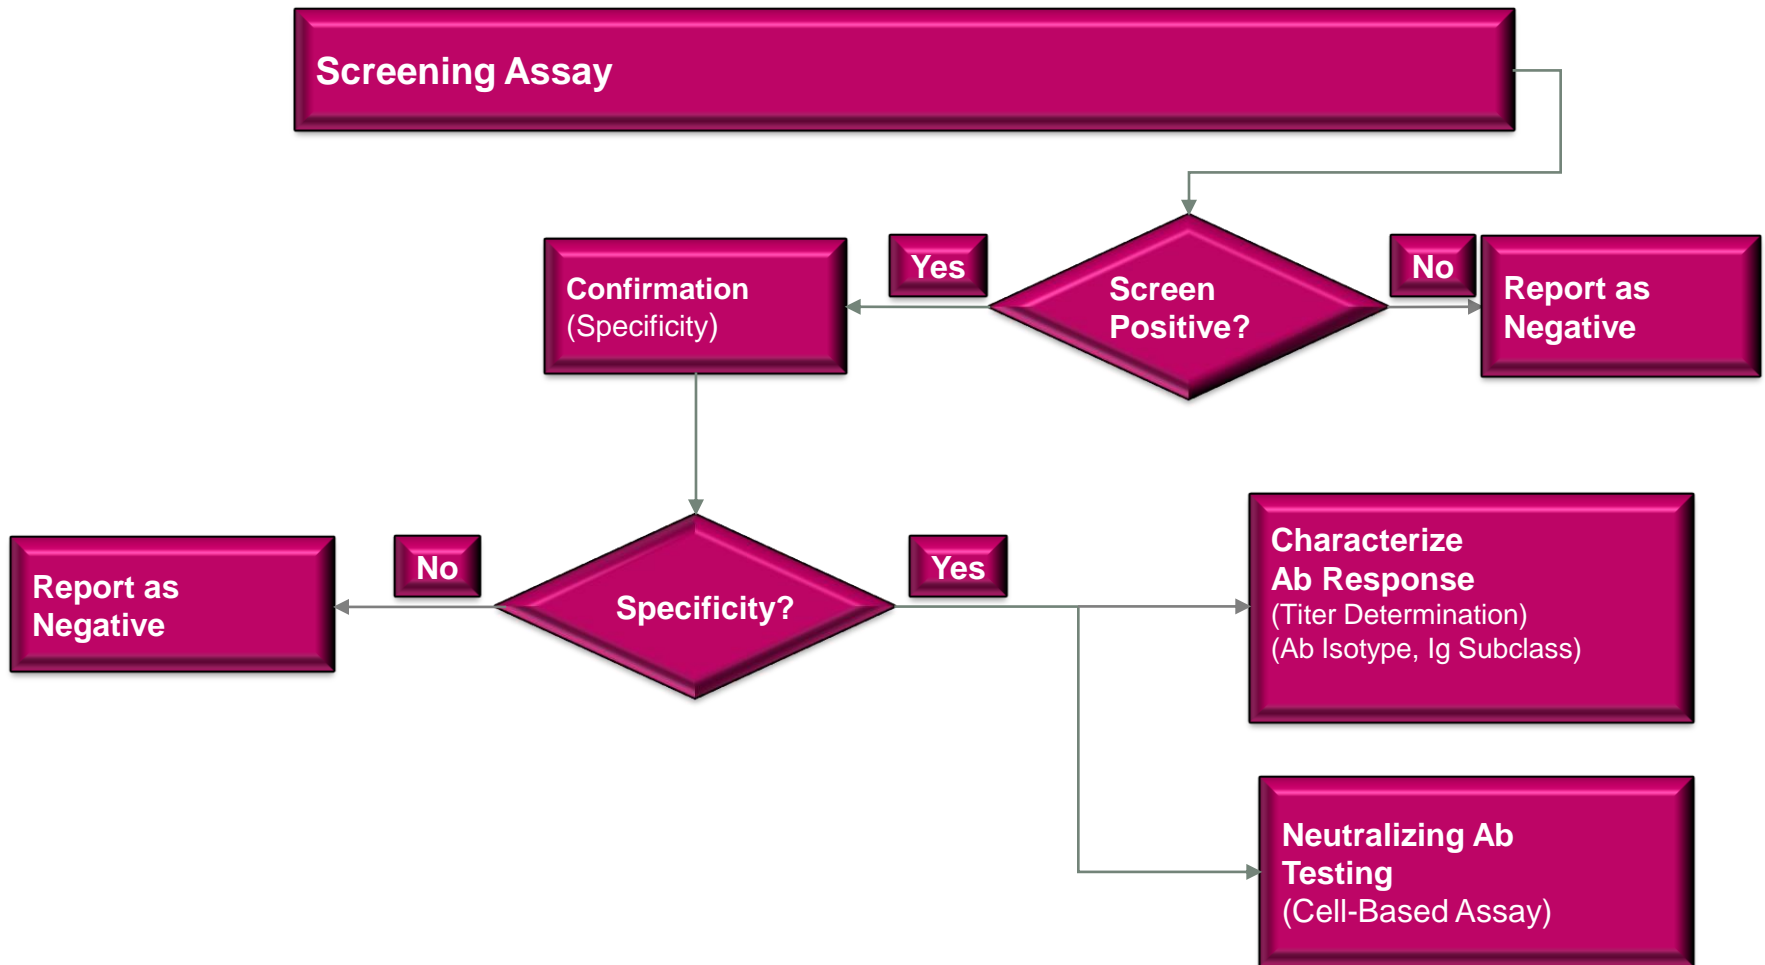 Screening Assay
Yes
No
Confirmation
(Specificity)
Screen
Positive?
Report as
Negative
No
Yes
Report as
Negative
Specificity?
Characterize
Ab Response
(Titer Determination)
(Ab Isotype, Ig Subclass)
Neutralizing Ab
Testing
(Cell-Based Assay)